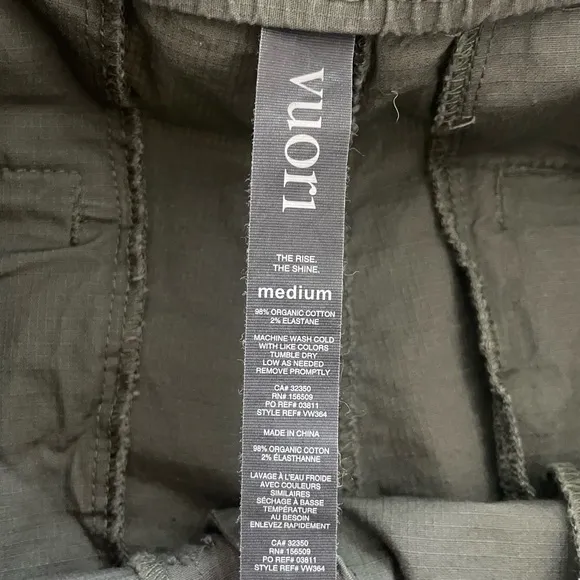 vuori
THE RISE.
THE SHINE.
medium
98% ORGANIC COTTON
2% ELASTANE
MACHINE WASH COLD
WITH LIKE COLORS
TUMBLE DRY
LOW AS NEEDED
REMOVE PROMPTLY
CA# 32350
RN# 156509
PO REF# 03811
STYLE REF# VW364
MADE IN CHINA
98% ORGANIC COTTON
2% ÉLASTHANNE
LAVAGE À L'EAU FROIDE
AVEC COULEURS
SIMILAIRES
SÉCHAGE À BASSE
TEMPÉRATURE
AU BESOIN
ENLEVEZ RAPIDEMENT
CA# 32350
RN# 156509
PO REF# 03811
STYLE REF# VW364